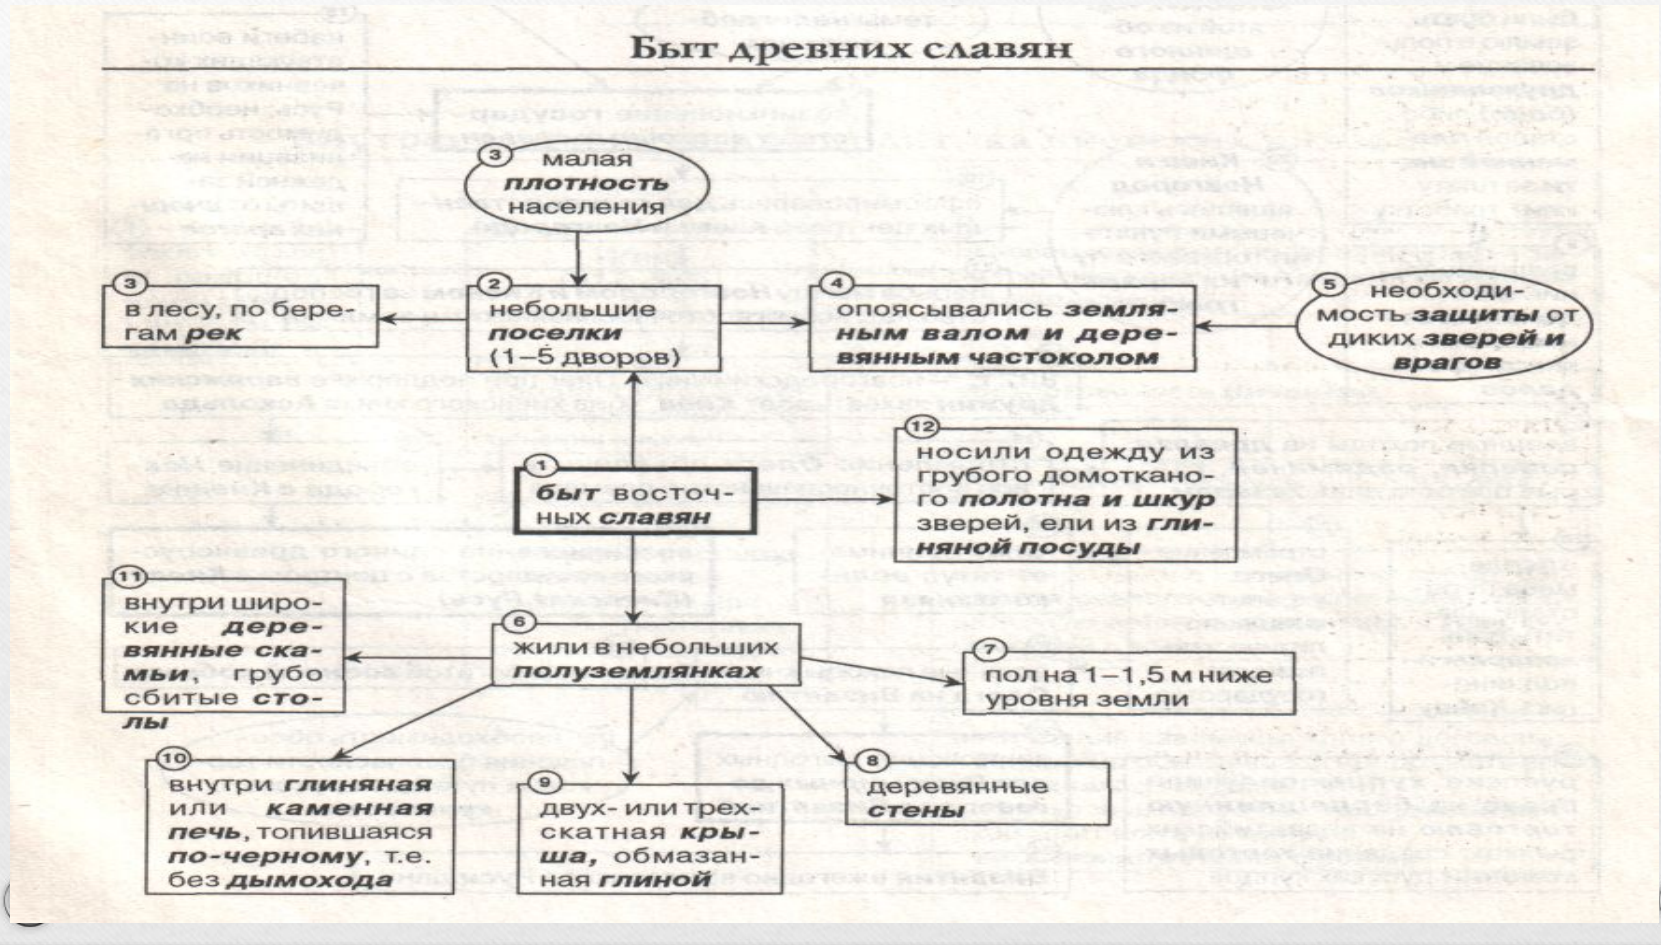 Быт древних славян
3
малая
плотность
населения
3
в лесу, по бере-
гам рек
2
небольшие
поселки
(1–5 дворов)
4
опоясывались земля-
ным валом и дере-
вянным частоколом
5
необходи-
мость защиты от
диких зверей и
врагов
1
быт восточ-
ных славян
12
носили одежду из
грубого домоткано-
го полотна и шкур
зверей, ели из гли-
няной посуды
11
внутри широ-
кие дере-
вянные ска-
мьи, грубо
сбитые сто-
лы
6
жили в небольших
полуземлянках
7
пол на 1–1,5 м ниже
уровня земли
10
внутри глиняная
или каменная
печь, топившаяся
по-черному, т.е.
без дымохода
9
двух- или трех-
скатная кры-
ша, обмазан-
ная глиной
8
деревянные
стены